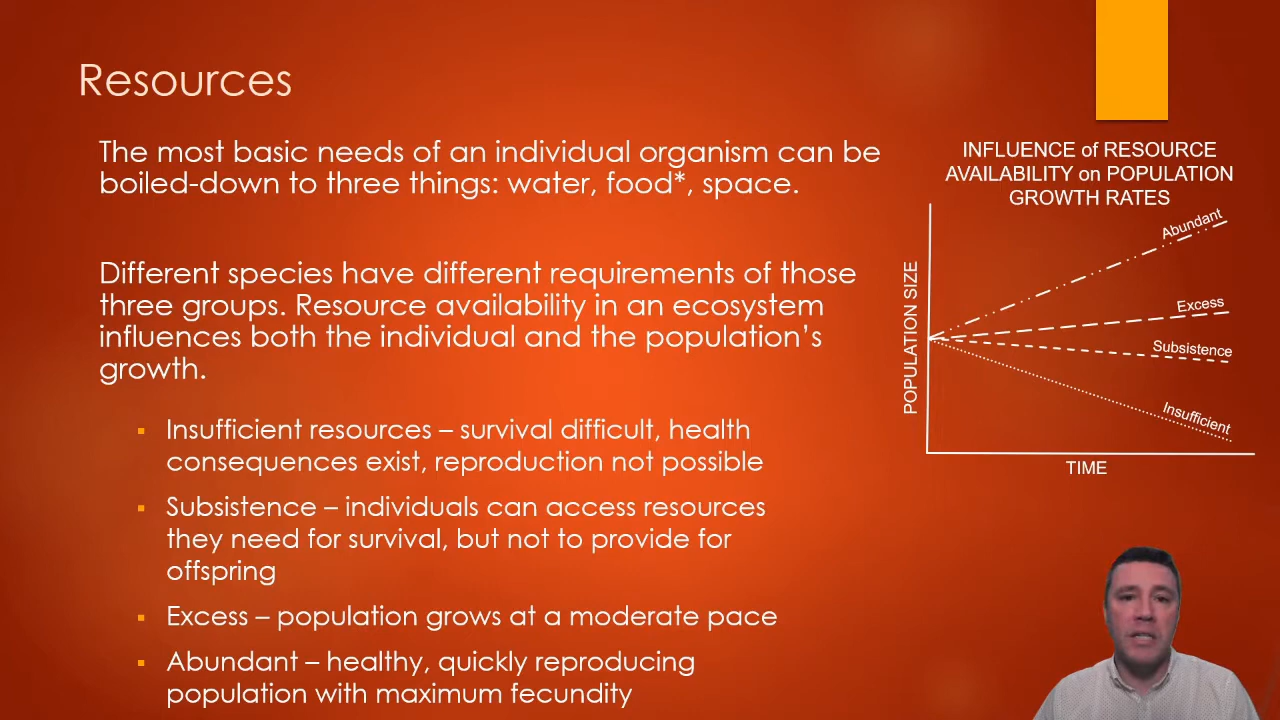 Resources
The most basic needs of an individual organism can be
boiled-down to three things: water, food*, space.
Different species have different requirements of those
three groups. Resource availability in an ecosystem
influences both the individual and the population’s
growth.
▪ Insufficient resources – survival difficult, health
consequences exist, reproduction not possible
▪ Subsistence – individuals can access resources
they need for survival, but not to provide for
offspring
▪ Excess – population grows at a moderate pace
▪ Abundant – healthy, quickly reproducing
population with maximum fecundity
INFLUENCE of RESOURCE
AVAILABILITY on POPULATION
GROWTH RATES
POPULATION SIZE
Abundant
Excess
Subsistence
Insufficient
TIME